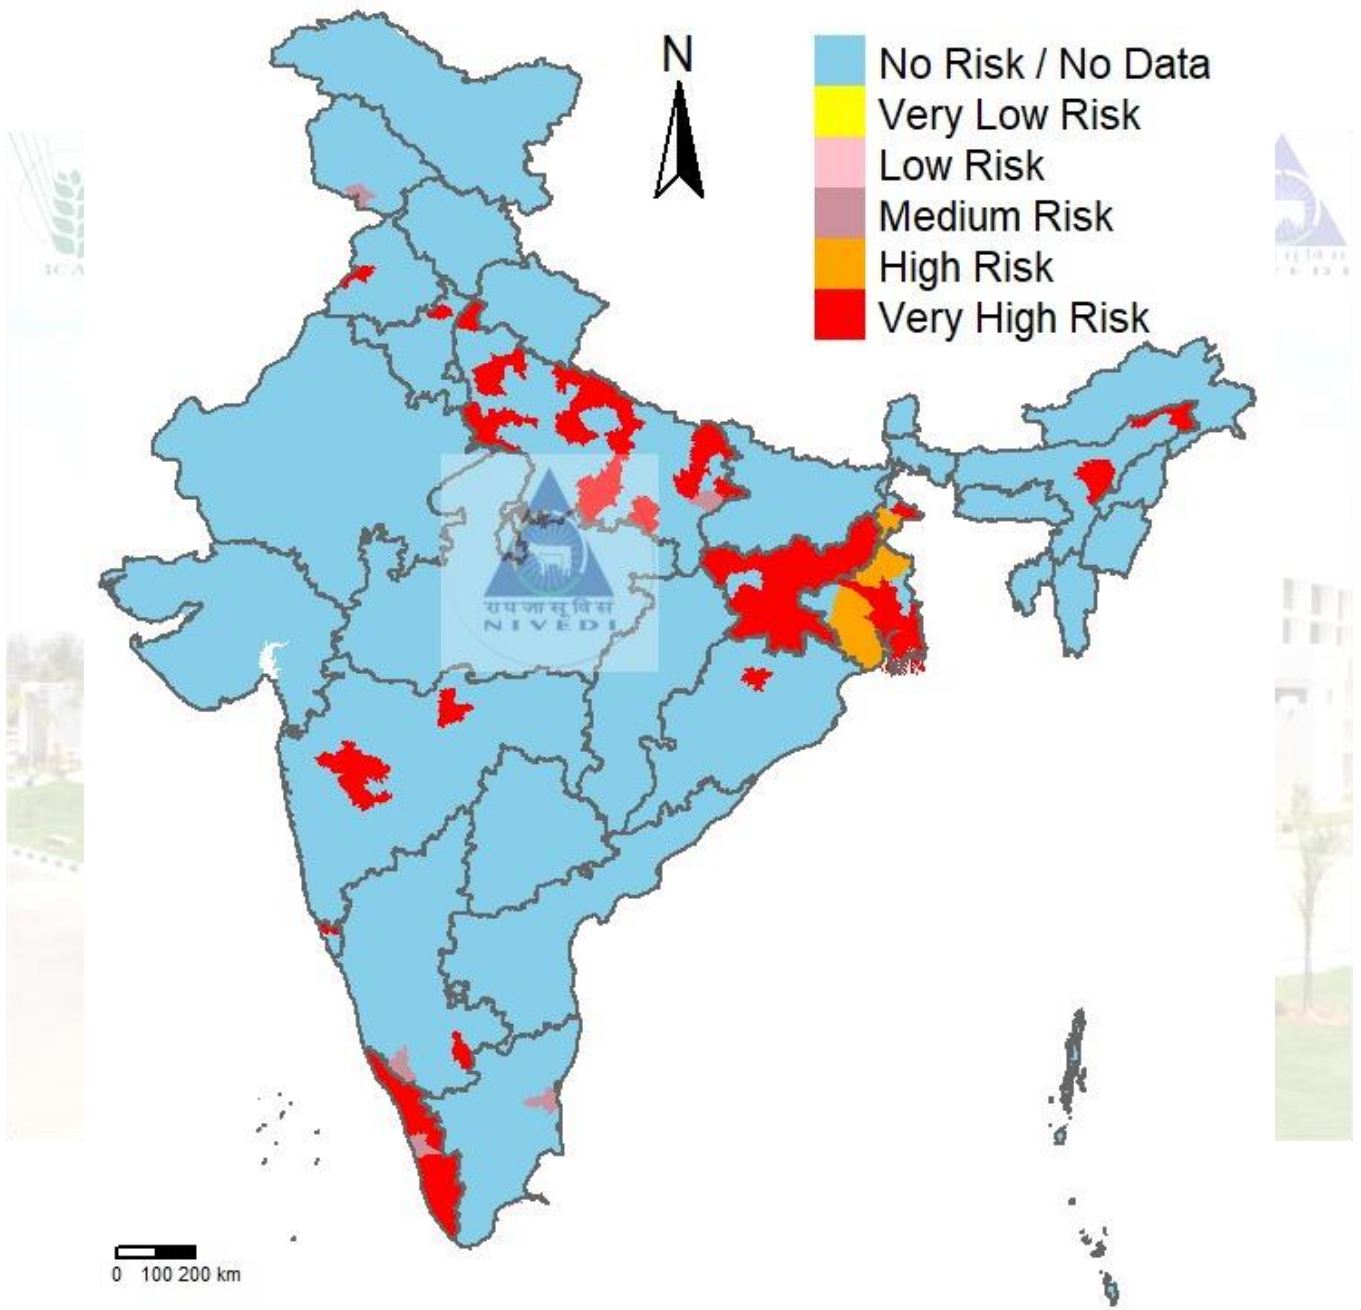 N
No Risk / No Data
Very Low Risk
Low Risk
Medium Risk
High Risk
Very High Risk
रापजासूविसं
NIVEDI
0 100 200 km